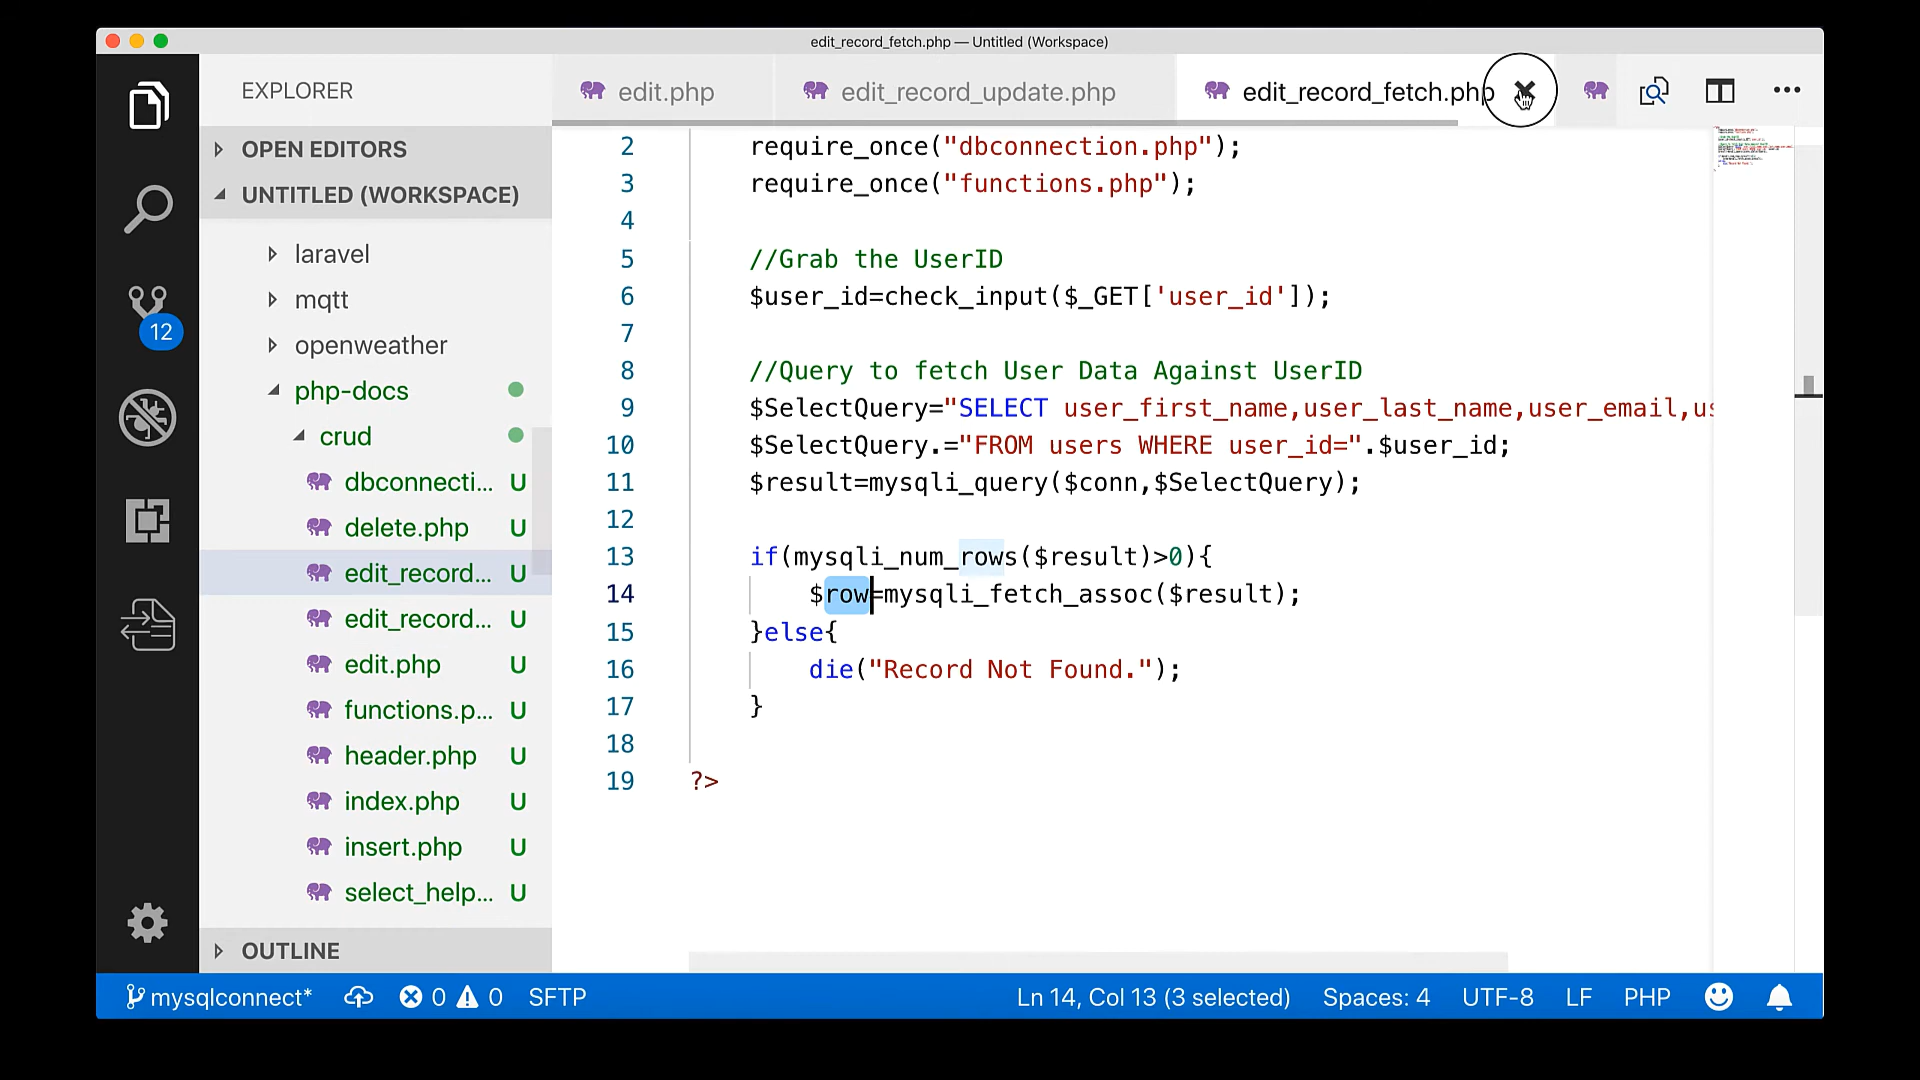 edit_record_fetch.php — Untitled (Workspace)
EXPLORER
edit.php
edit_record_update.php
edit_record_fetch.php
OPEN EDITORS
UNTITLED (WORKSPACE)
laravel
mqtt
openweather
php-docs
crud
dbconnecti... U
delete.php U
edit_record... U
edit_record... U
edit.php U
functions.p... U
header.php U
index.php U
insert.php U
select_help... U
OUTLINE
12
2 require_once("dbconnection.php");
3 require_once("functions.php");
4
5 //Grab the UserID
6 $user_id=check_input($_GET['user_id']);
7
8 //Query to fetch User Data Against UserID
9 $SelectQuery="SELECT user_first_name,user_last_name,user_email,us
10 $SelectQuery.="FROM users WHERE user_id=".$user_id;
11 $result=mysqli_query($conn,$SelectQuery);
12
13 if(mysqli_num_rows($result)>0){
14 $row=mysqli_fetch_assoc($result);
15 }else{
16 die("Record Not Found.");
17 }
18
19 ?>
mysqlconnect* 0 0 SFTP Ln 14, Col 13 (3 selected) Spaces: 4 UTF-8 LF PHP